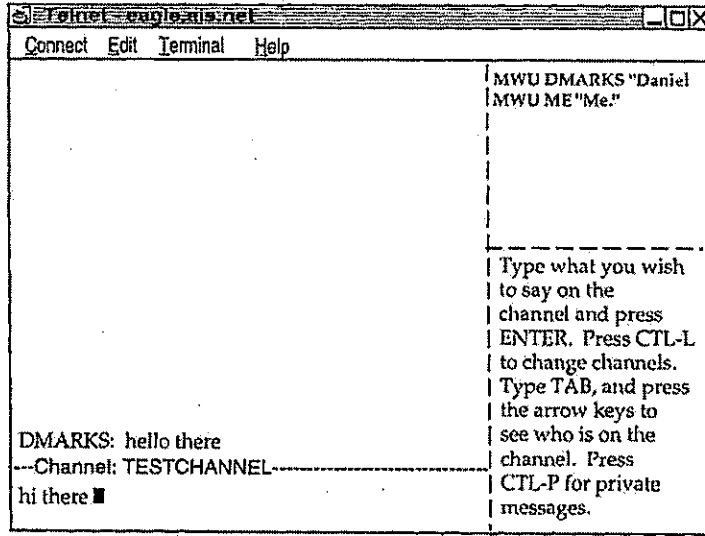 Telnet - eagle.ais.net
Connect Edit Terminal Help
MWU DMARKS "Daniel
MWU ME "Me."
Type what you wish
to say on the
channel and press
ENTER. Press CTL-L
to change channels.
Type TAB, and press
the arrow keys to
see who is on the
channel. Press
CTL-P for private
messages.
DMARKS: hello there
---Channel: TESTCHANNEL---
hi there